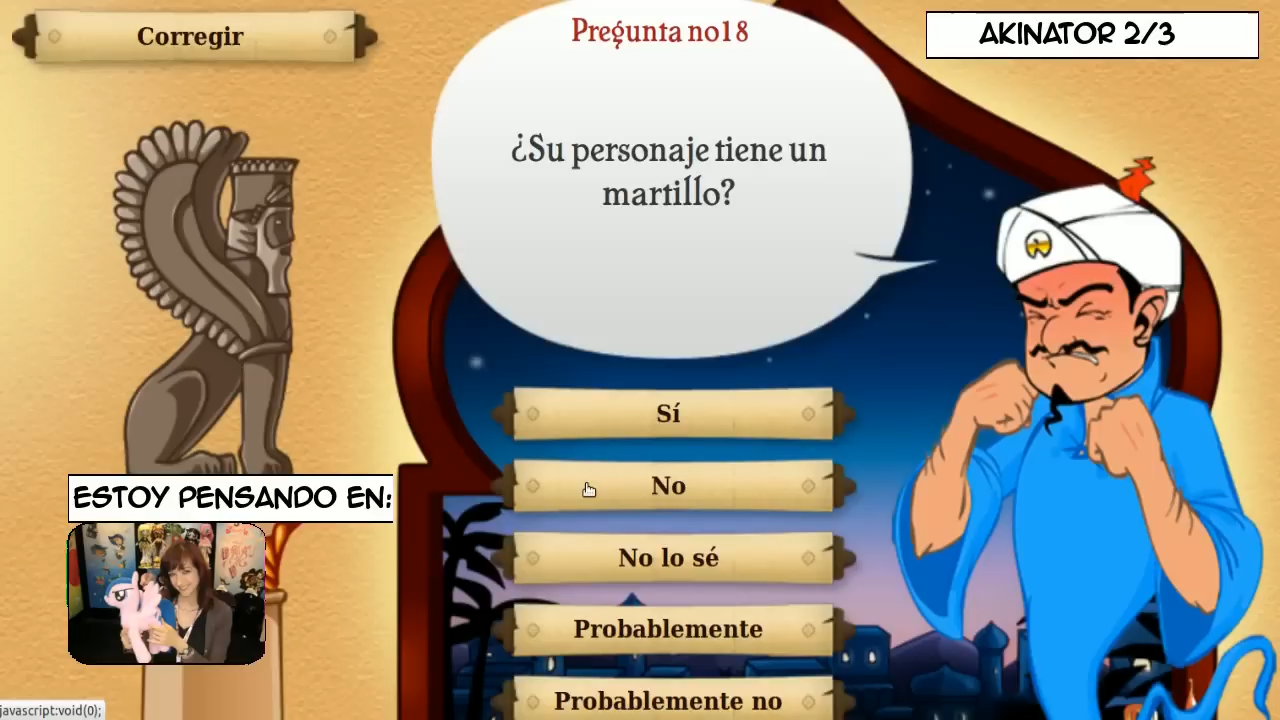 Corregir
Pregunta no18
AKINATOR 2/3
¿Su personaje tiene un
martillo?
Sí
No
No lo sé
Probablemente
Probablemente no
ESTOY PENSANDO EN:
javascript:void(0);